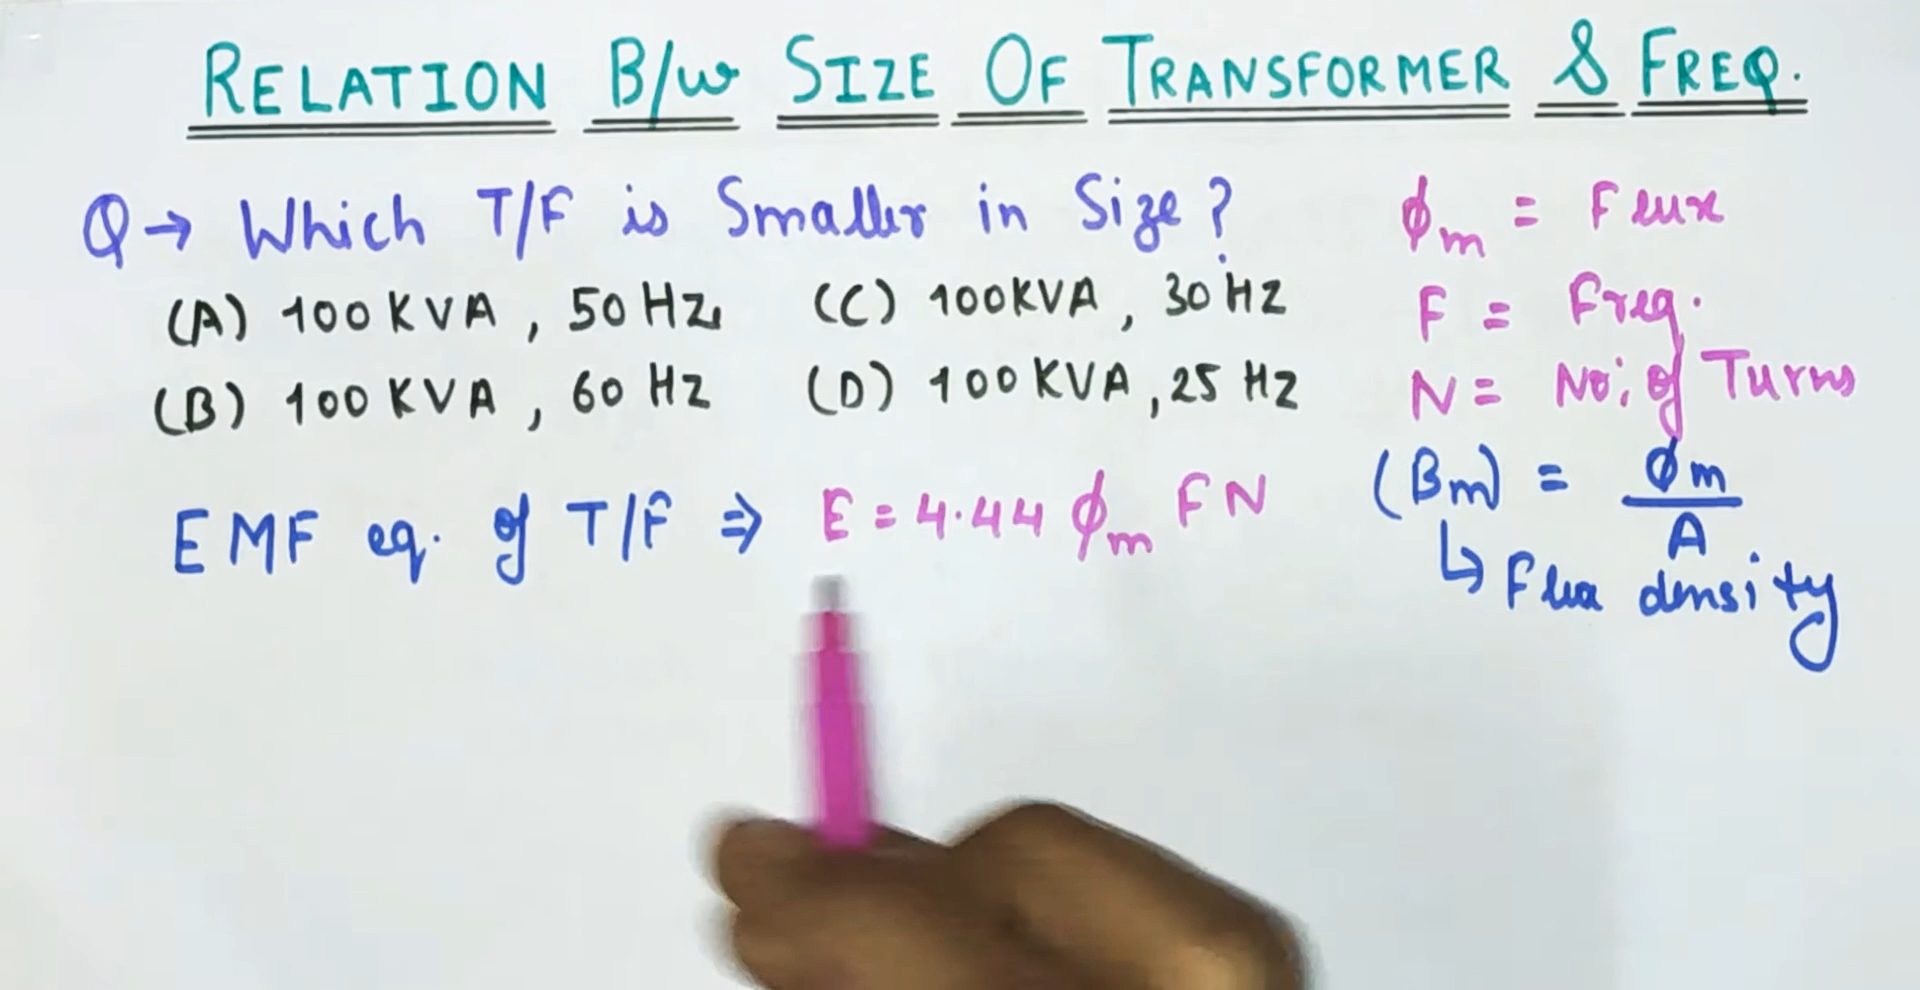 RELATION B/w SIZE OF TRANSFORMER & FREQ.
Q→ Which T/F is Smaller in Size?
(A) 100 KVA, 50 Hz,
(C) 100KVA, 30 HZ
(B) 100 KVA, 60 HZ
(D) 100 KVA, 25 HZ
EMF eq. of T/F ⇒ E = 4.44 ϕm F N
ϕm = Flux
F = Freq.
N = No; of Turns
(Bm) = ϕm/A
↳ Flux density